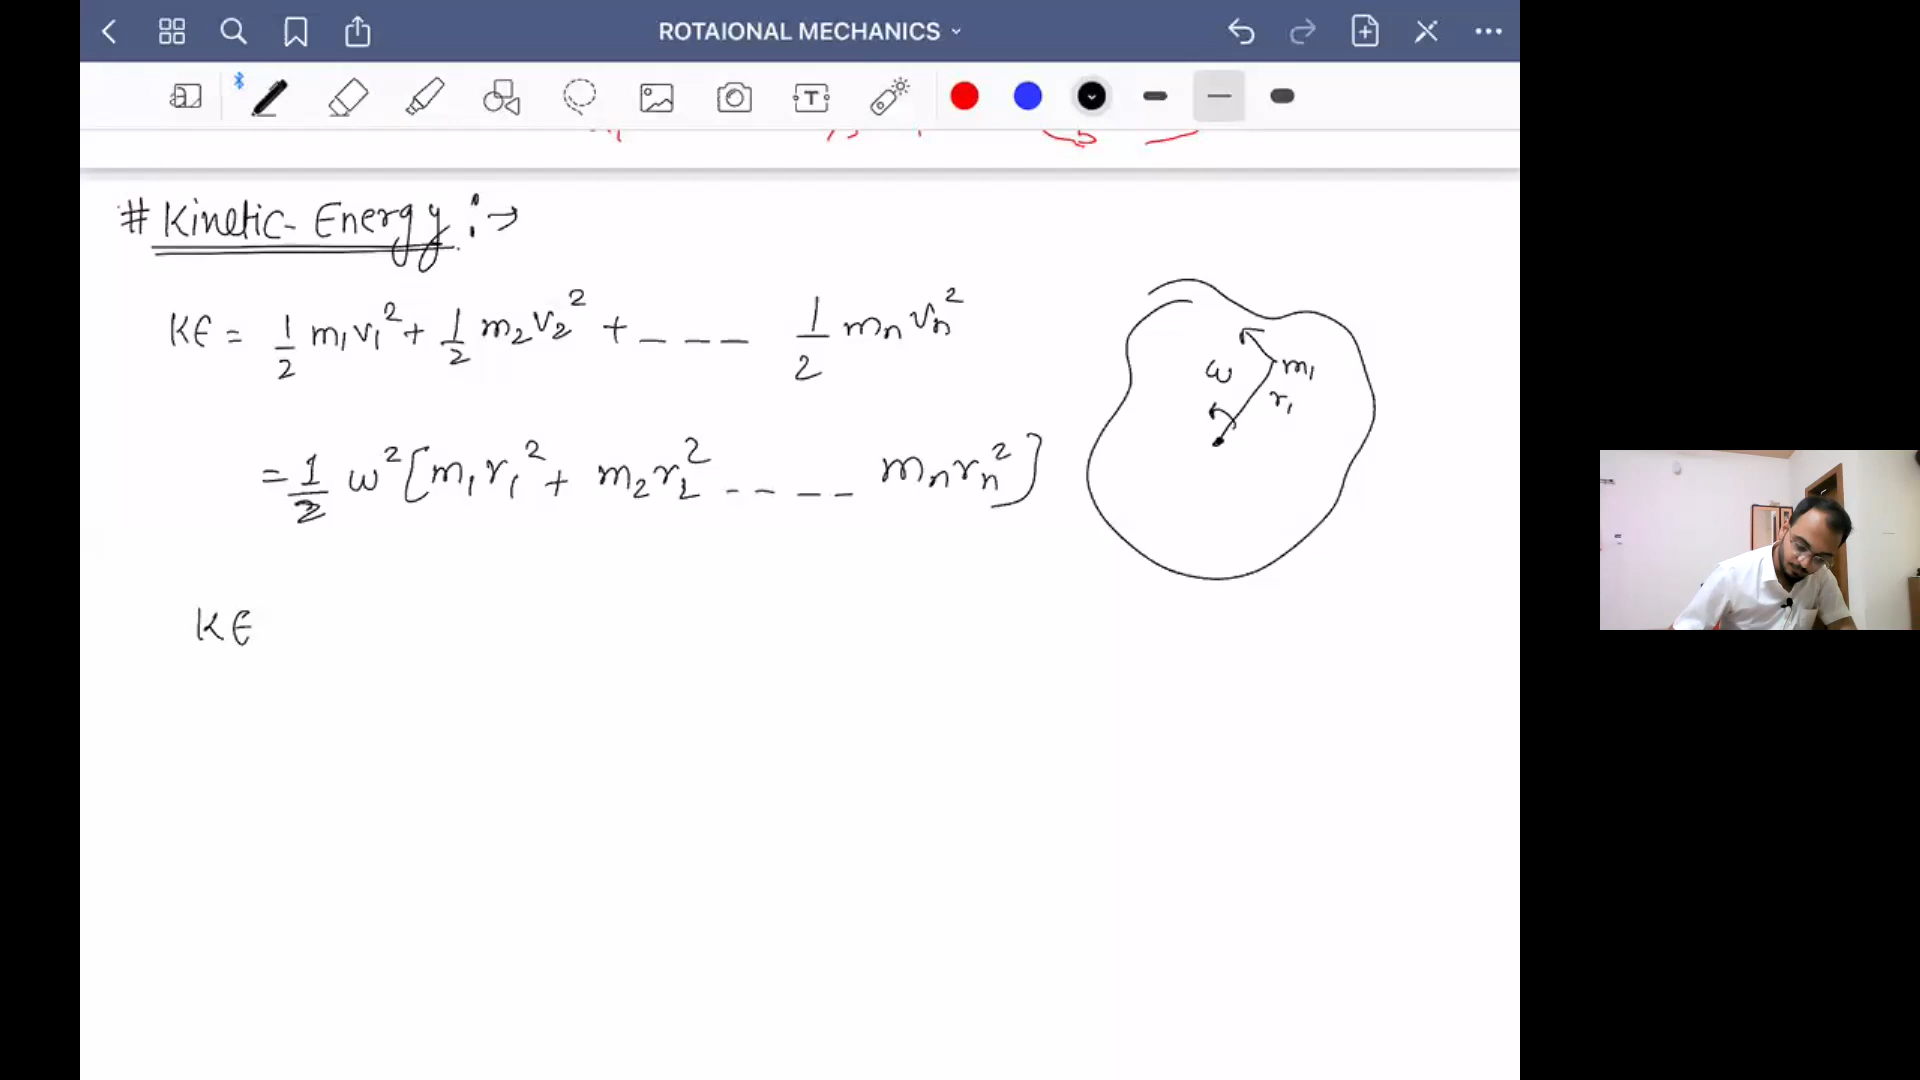 ROTAIONAL MECHANICS
# Kinetic-Energy :→
KE = 1/2 m₁v₁² + 1/2 m₂v₂² + - - - 1/2 mₙvₙ²
= 1/2 ω² [m₁r₁² + m₂r₂² - - - - mₙrₙ²]
KE
ω
m₁
r₁